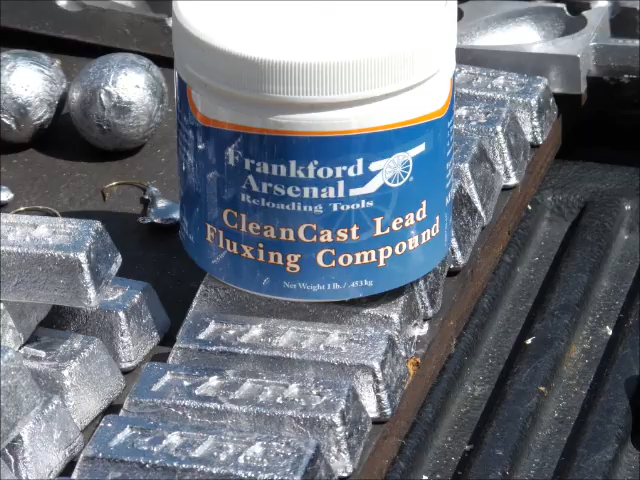 Frankford
Arsenal
Reloading Tools
CleanCast Lead
Fluxing Compound
Net Weight 1 lb. / .453 kg